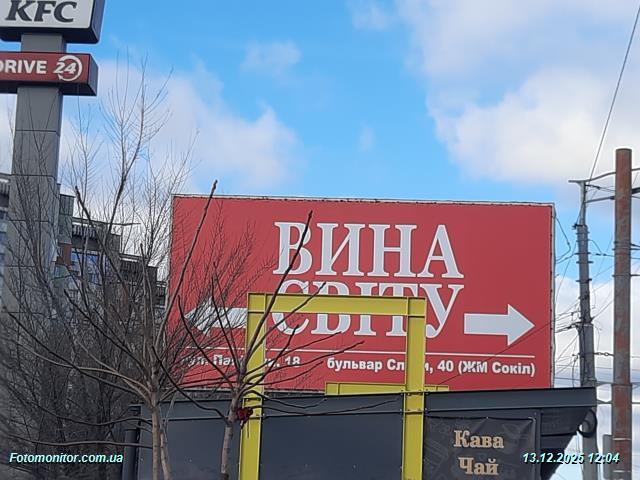 KFC
DRIVE 24
ВИНА
СВІТУ
18
бульвар 40 (ЖМ Сокіл)
Кава
Чай
Fotomonitor.com.ua
13.12.2025 12:04